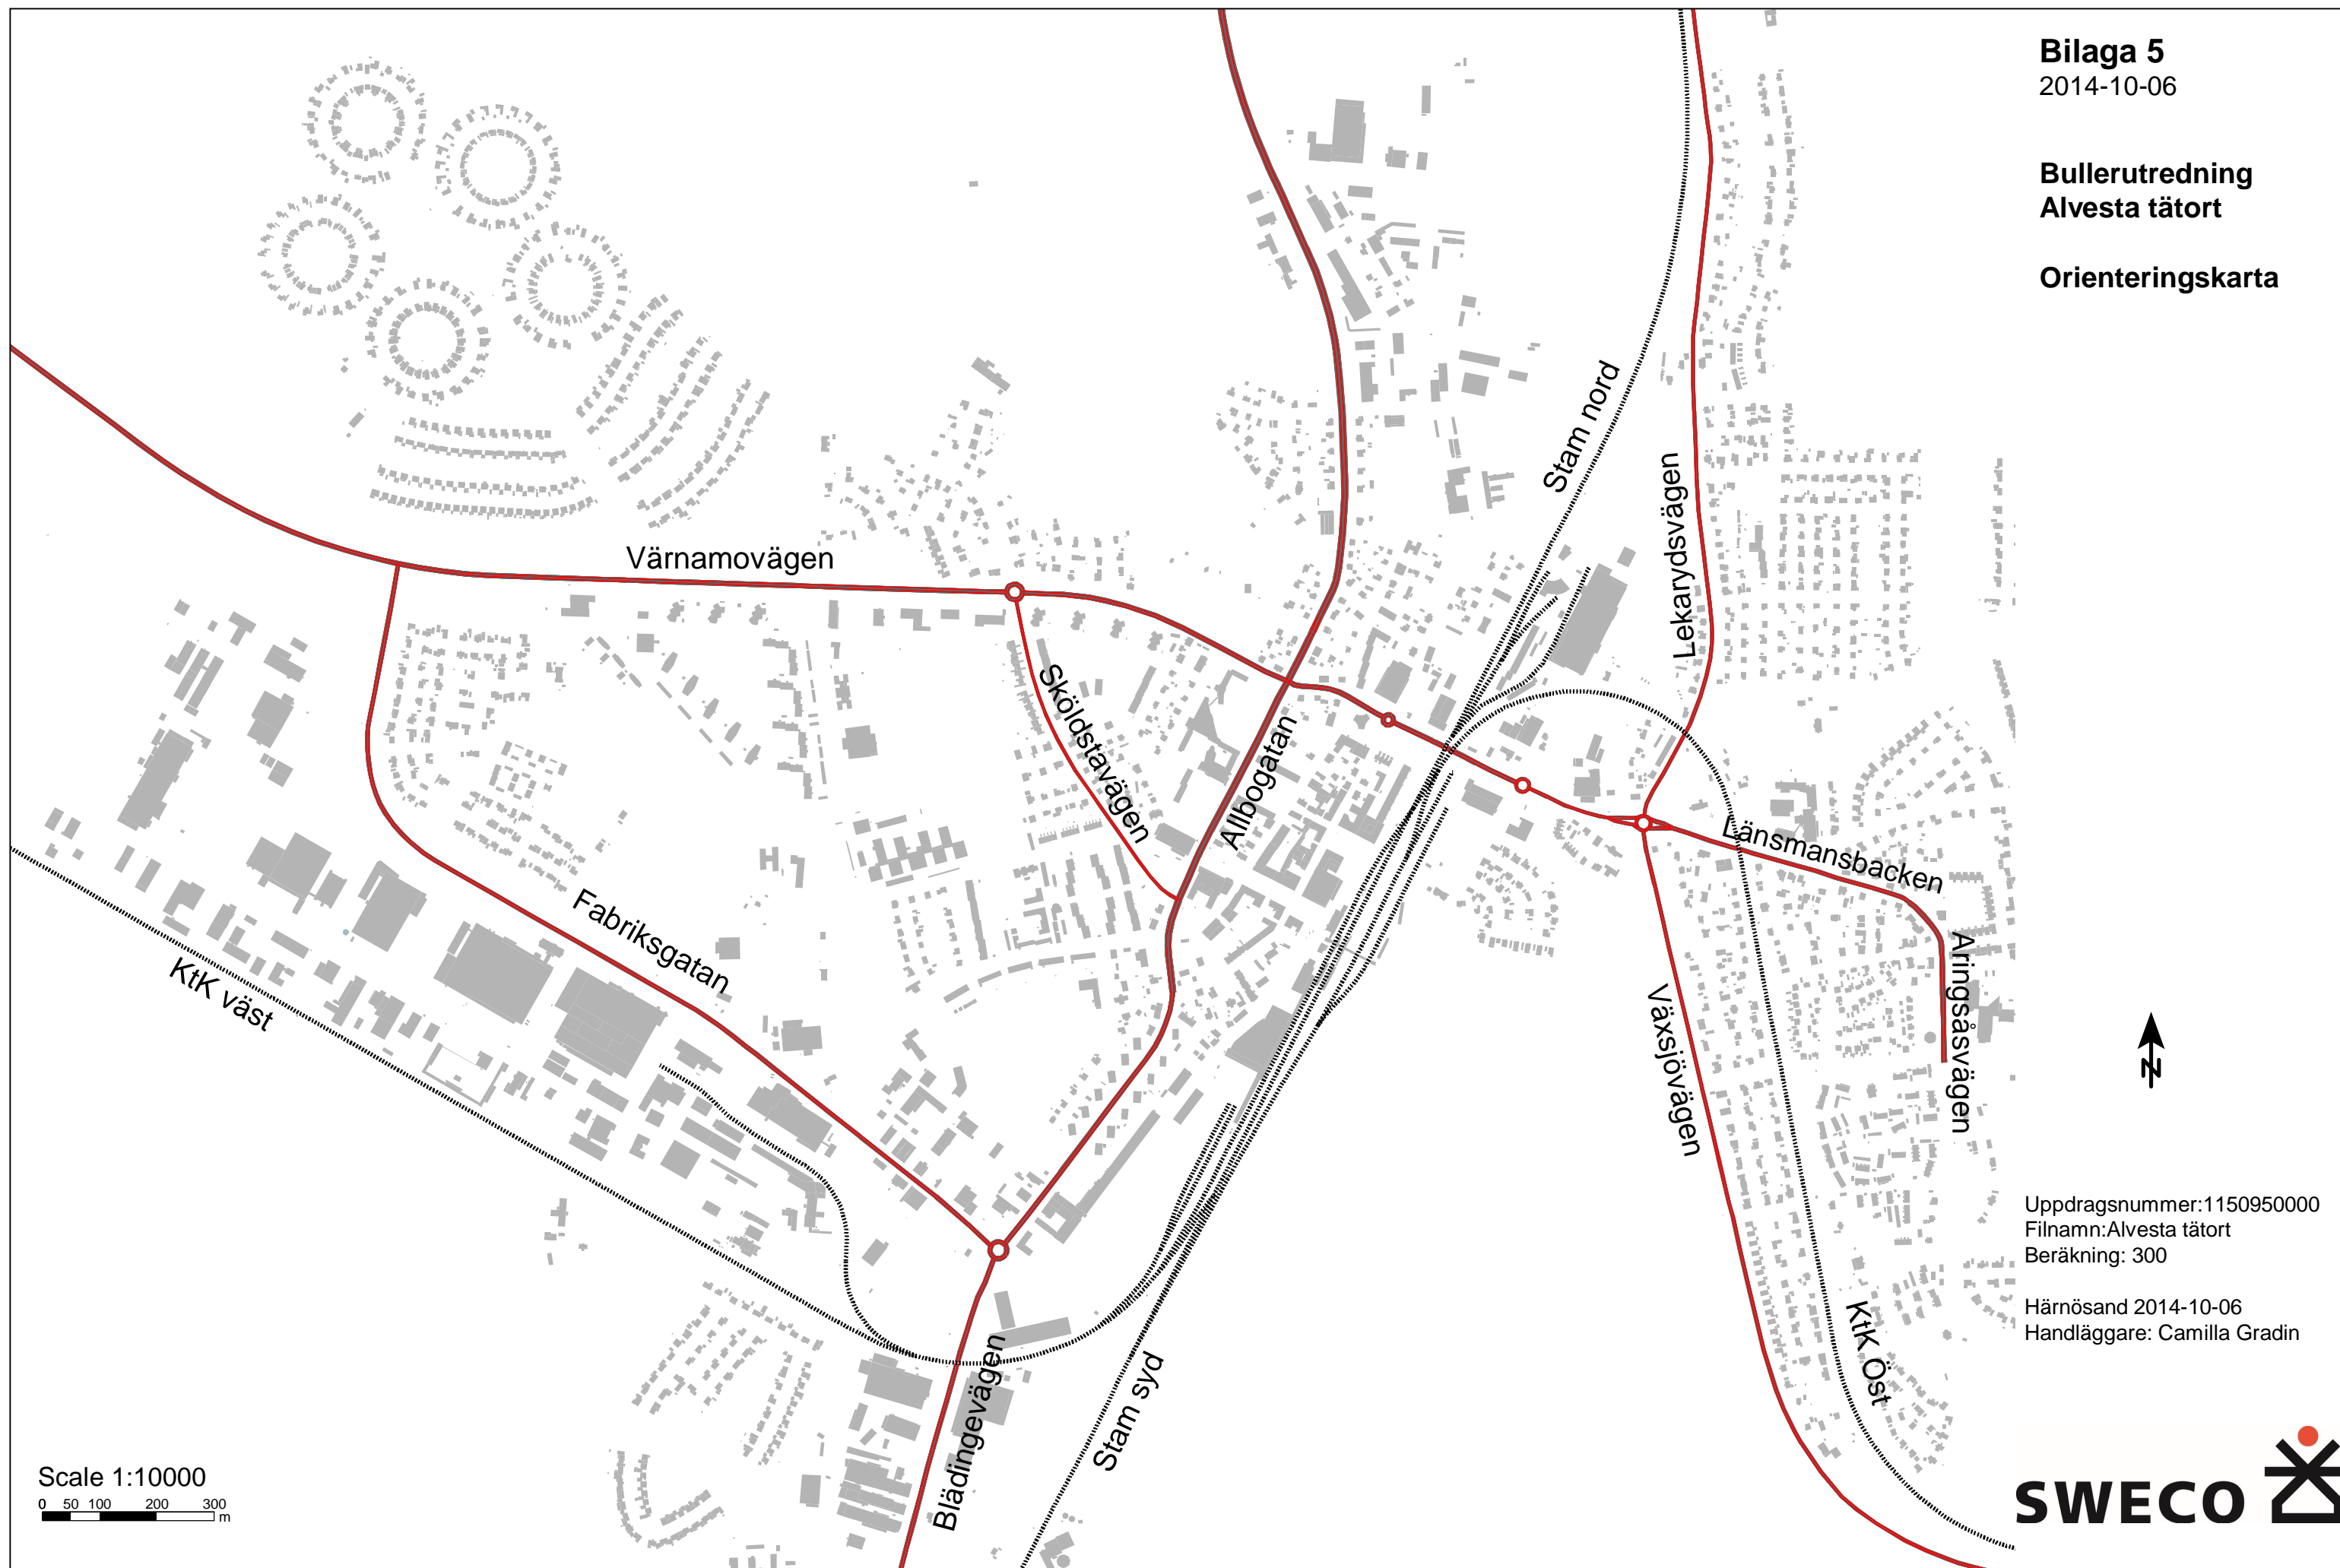 Bilaga 5
2014-10-06
Bullerutredning
Alvesta tätort
Orienteringskarta
Stam nord
Lekarydsvägen
Värnamovägen
Sköldstavägen
Allbogatan
Länsmansbacken
Fabriksgatan
KtK väst
Aringsåsvägen
Växsjövägen
Uppdragsnummer:1150950000
Filnamn:Alvesta tätort
Beräkning: 300
Härnösand 2014-10-06
Handläggare: Camilla Gradin
KtK Öst
Blädingevägen
Stam syd
Scale 1:10000
0 50 100 200 300
m
N
SWECO